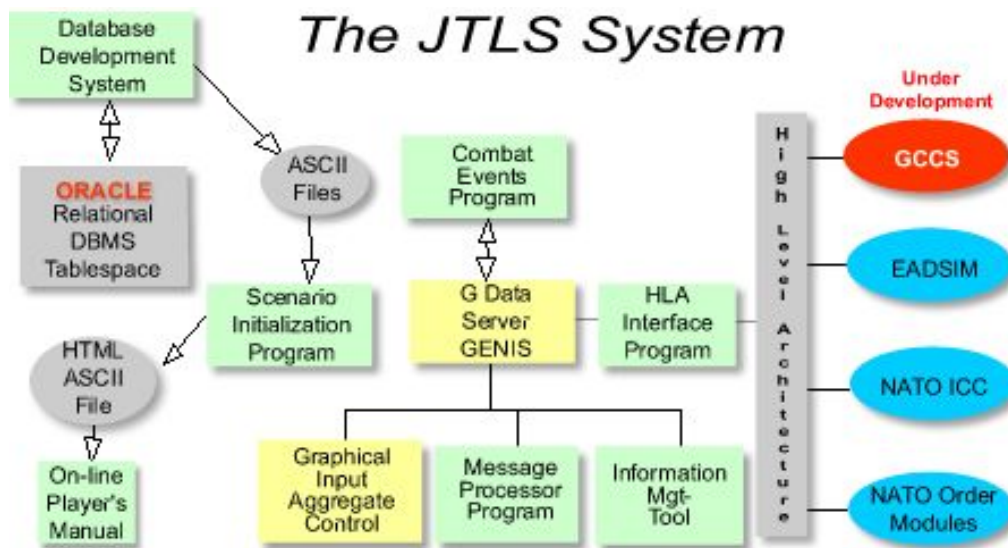 The JTLS System
Database
Development
System
ORACLE
Relational
DBMS
Tablespace
ASCII
Files
Scenario
Initialization
Program
HTML
ASCII
File
On-line
Player's
Manual
Combat
Events
Program
G Data
Server
GENIS
HLA
Interface
Program
Graphical
Input
Aggregate
Control
Message
Processor
Program
Information
Mgt-
Tool
High Level Architecture
Under
Development
GCCS
EADSIM
NATO ICC
NATO Order
Modules